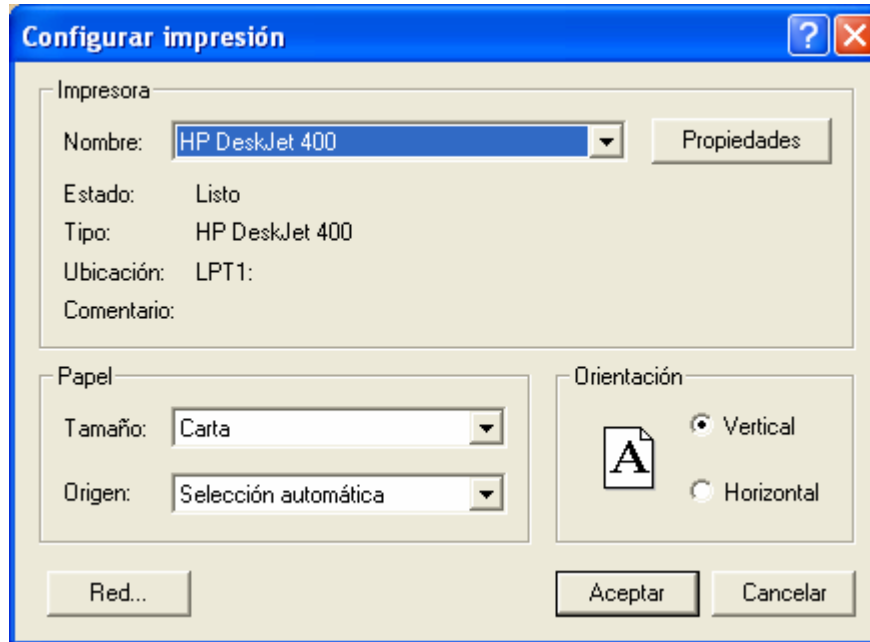 Configurar impresión
Impresora
Nombre: HP DeskJet 400 Propiedades
Estado: Listo
Tipo: HP DeskJet 400
Ubicación: LPT1:
Comentario:
Papel
Tamaño: Carta
Origen: Selección automática
Orientación
A
Vertical
Horizontal
Red... Aceptar Cancelar